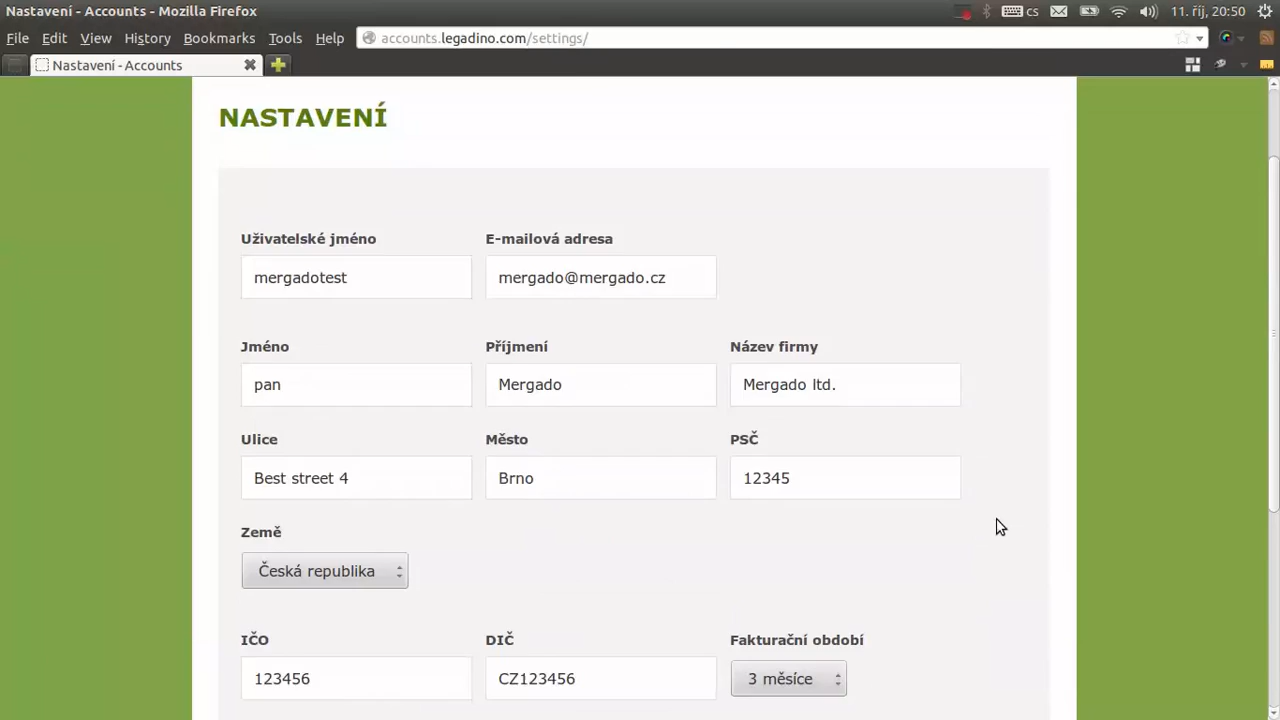 Nastavení - Accounts - Mozilla Firefox
cs
11. říj, 20:50
File Edit View History Bookmarks Tools Help
accounts.legadino.com/settings/
Nastavení - Accounts
NASTAVENÍ
Uživatelské jméno E-mailová adresa
mergadotest mergado@mergado.cz
Jméno Příjmení Název firmy
pan Mergado Mergado ltd.
Ulice Město PSČ
Best street 4 Brno 12345
Země
Česká republika
IČO DIČ Fakturační období
123456 CZ123456 3 měsíce